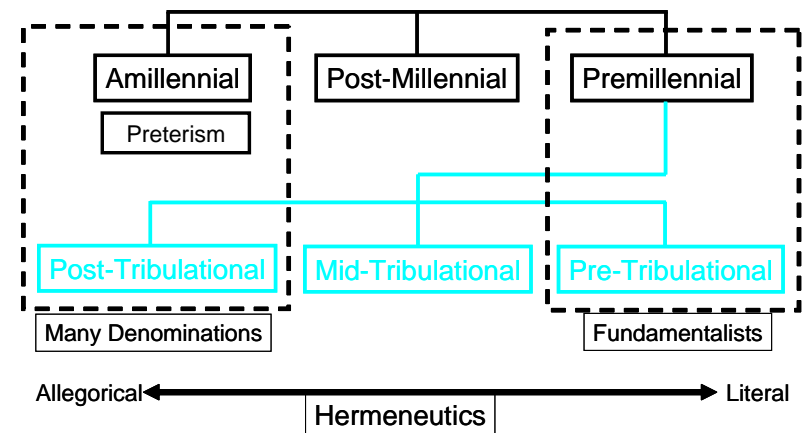 Amillennial
Post-Millennial
Premillennial
Preterism
Post-Tribulational
Mid-Tribulational
Pre-Tribulational
Many Denominations
Fundamentalists
Allegorical
Literal
Hermeneutics